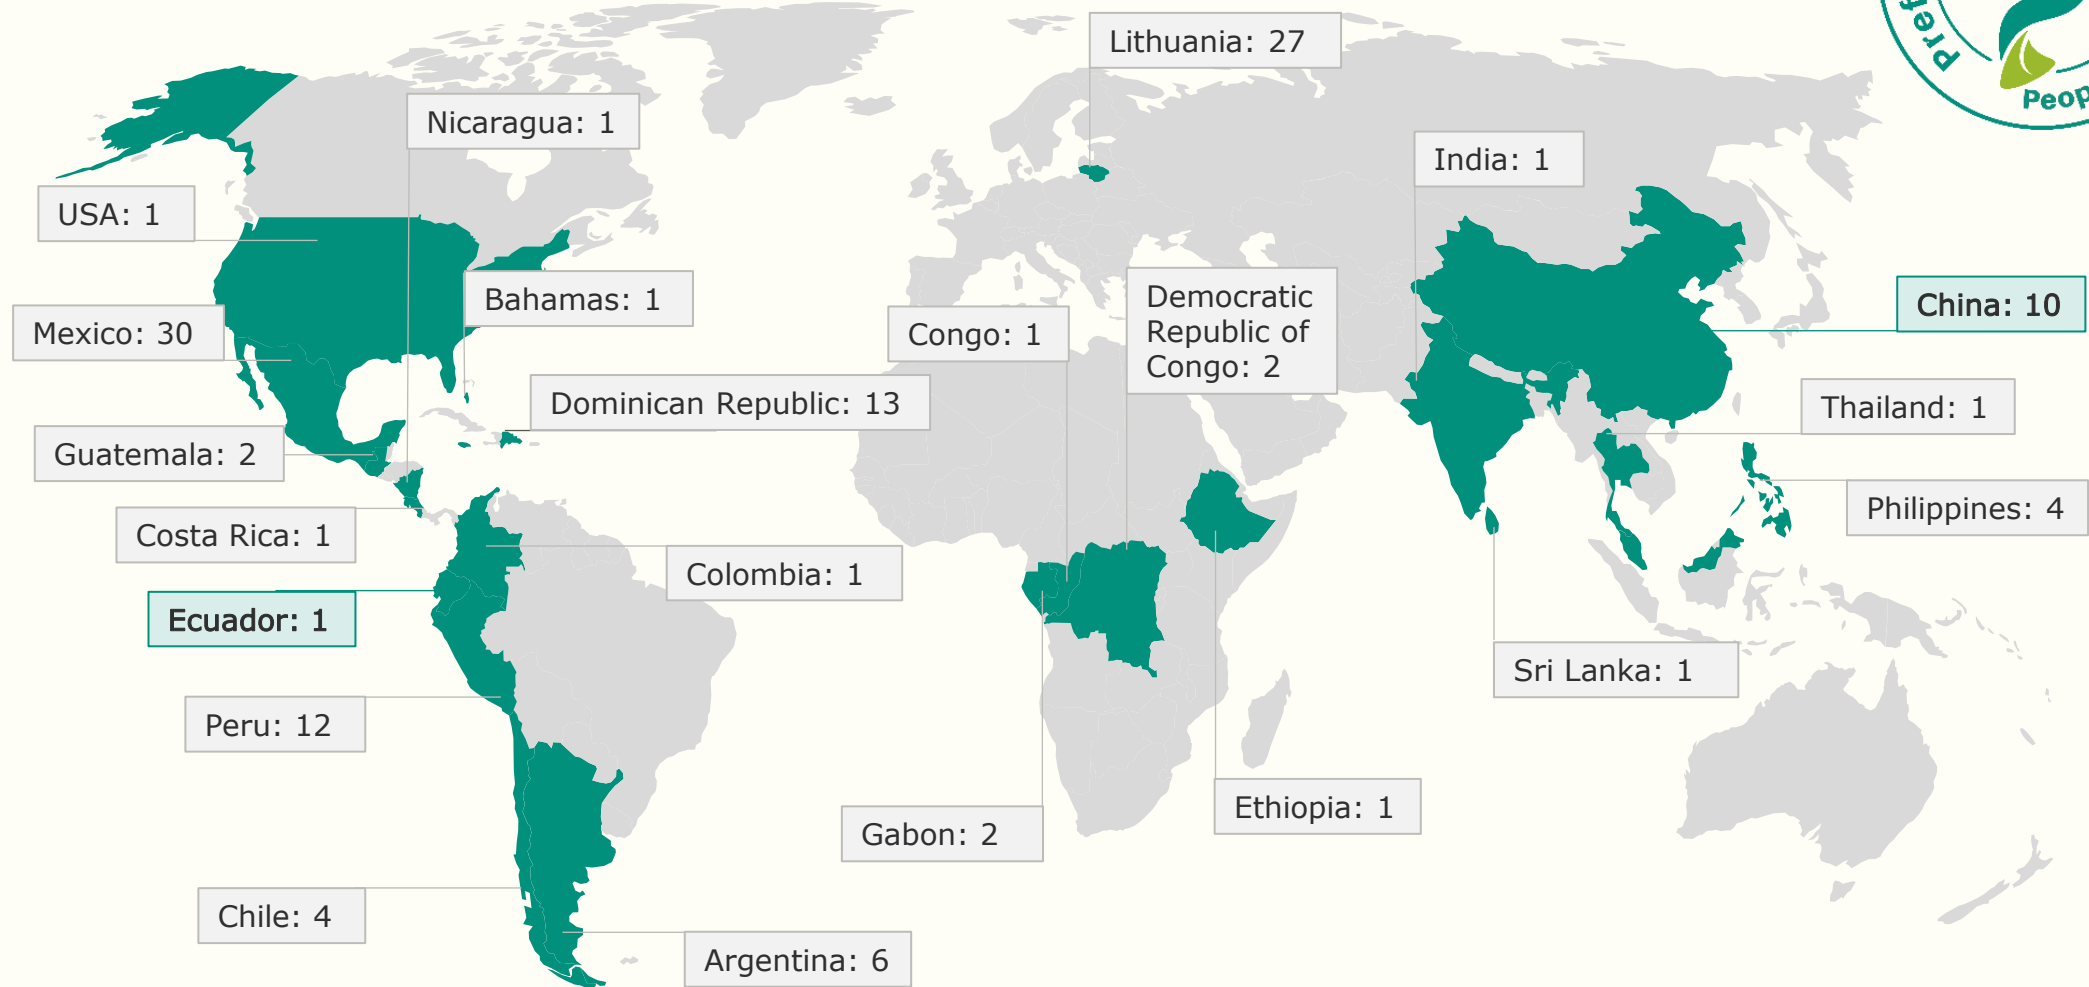 Lithuania: 27
Nicaragua: 1
India: 1
USA: 1
Bahamas: 1
Democratic
Republic of
Congo: 2
China: 10
Congo: 1
Mexico: 30
Dominican Republic: 13
Thailand: 1
Guatemala: 2
Philippines: 4
Costa Rica: 1
Colombia: 1
Ecuador: 1
Sri Lanka: 1
Peru: 12
Ethiopia: 1
Gabon: 2
Chile: 4
Argentina: 6